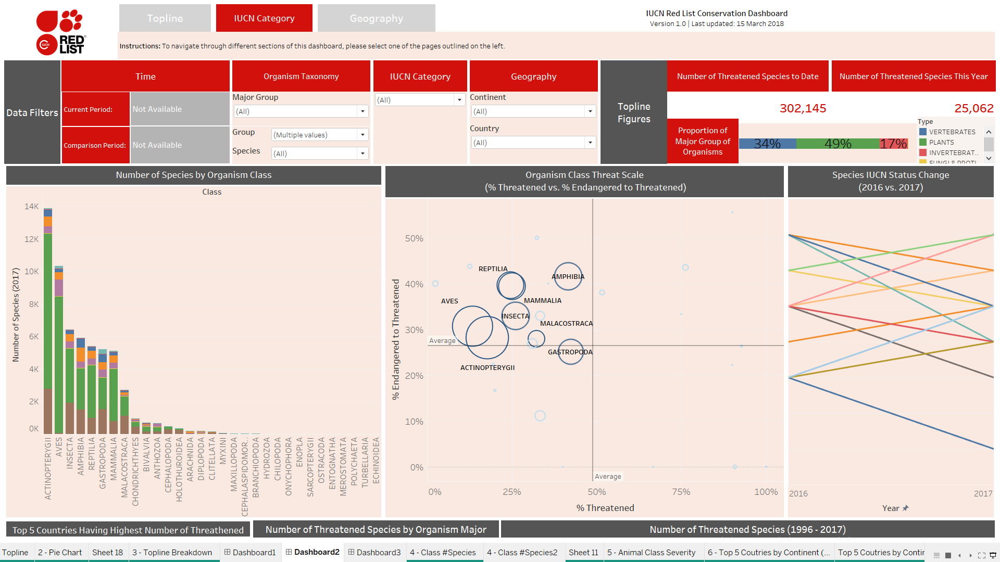 Topline
IUCN Category
Geography
IUCN Red List Conservation Dashboard
Version 1.0 | Last updated: 15 March 2018
IUCN
RED
LIST
Instructions: To navigate through different sections of this dashboard, please select one of the pages outlined on the left.
Data Filters
Time
Current Period:
Not Available
Comparison Period:
Not Available
Organism Taxonomy
Major Group
(All)
Group
(Multiple values)
Species
(All)
IUCN Category
(All)
Geography
Continent
(All)
Country
(All)
Topline
Figures
Number of Threatened Species to Date
302,145
Number of Threatened Species This Year
25,062
Proportion of
Major Group of
Organisms
34%
49%
17%
Type
VERTEBRATES
PLANTS
INVERTEBRAT..
Number of Species by Organism Class
Class
Number of Species (2017)
14K
12K
10K
8K
6K
4K
2K
0K
ACTINOPTERYGII
AVES
INSECTA
AMPHIBIA
REPTILIA
GASTROPODA
MAMMALIA
MALACOSTRACA
CHONDRICHTHYES
BIVALVIA
ANTHOZOA
CEPHALOPODA
HOLOTHUROIDEA
ARACHNIDA
DIPLOPODA
CLITELLATA
MYXINI
MAXILLOPODA
CEPHALASPIDOMOR..
BRANCHIOPODA
HYDROZOA
CHILOPODA
ONYCHOPHORA
ENOPLA
SARCOPTERYGII
OSTRACODA
ENTOGNATHA
MEROSTOMATA
POLYCHAETA
TURBELLARIA
ECHINOIDEA
Organism Class Threat Scale
(% Threatened vs. % Endangered to Threatened)
% Endangered to Threatened
50%
40%
30%
20%
10%
0%
REPTILIA
AMPHIBIA
AVES
MAMMALIA
INSECTA
MALACOSTRACA
Average
GASTROPODA
ACTINOPTERYGII
Average
0%
25%
50%
75%
100%
% Threatened
Species IUCN Status Change
(2016 vs. 2017)
2016
2017
Year
Top 5 Countries Having Highest Number of Threathened
Number of Threatened Species by Organism Major
Number of Threatened Species (1996 - 2017)
Topline
2 - Pie Chart
Sheet 18
3 - Topline Breakdown
Dashboard1
Dashboard2
Dashboard3
4 - Class #Species
4 - Class #Species2
Sheet 11
5 - Animal Class Severity
6 - Top 5 Coutries by Continent (...
Top 5 Coutries by Contin